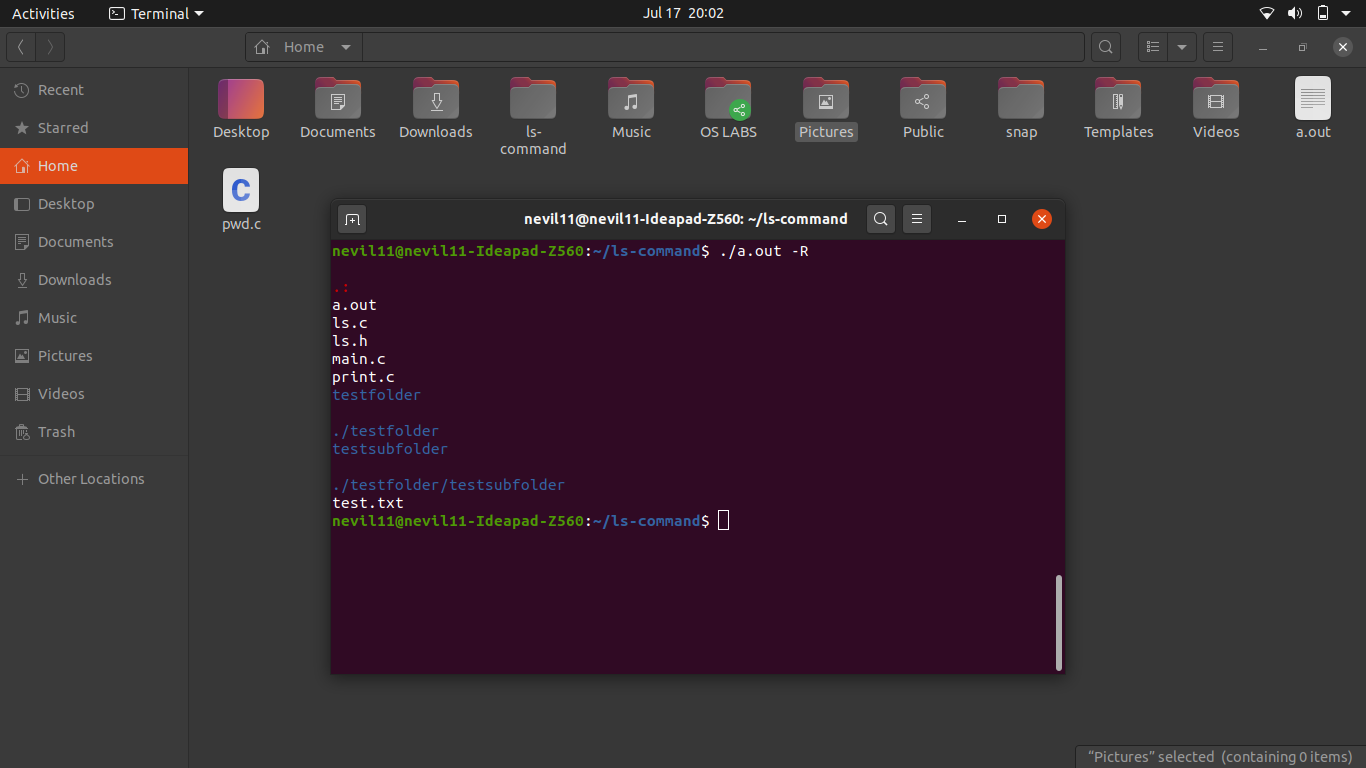 Activities Terminal Jul 17 20:02
Home
Recent
Starred
Home
Desktop
Documents
Downloads
Music
Pictures
Videos
Trash
Other Locations
Desktop Documents Downloads ls-command Music OS LABS Pictures Public snap Templates Videos a.out
C
pwd.c
nevil11@nevil11-Ideapad-Z560: ~/ls-command
nevil11@nevil11-Ideapad-Z560:~/ls-command$ ./a.out -R
.:
a.out
ls.c
ls.h
main.c
print.c
testfolder
./testfolder
testsubfolder
./testfolder/testsubfolder
test.txt
nevil11@nevil11-Ideapad-Z560:~/ls-command$
“Pictures” selected (containing 0 items)